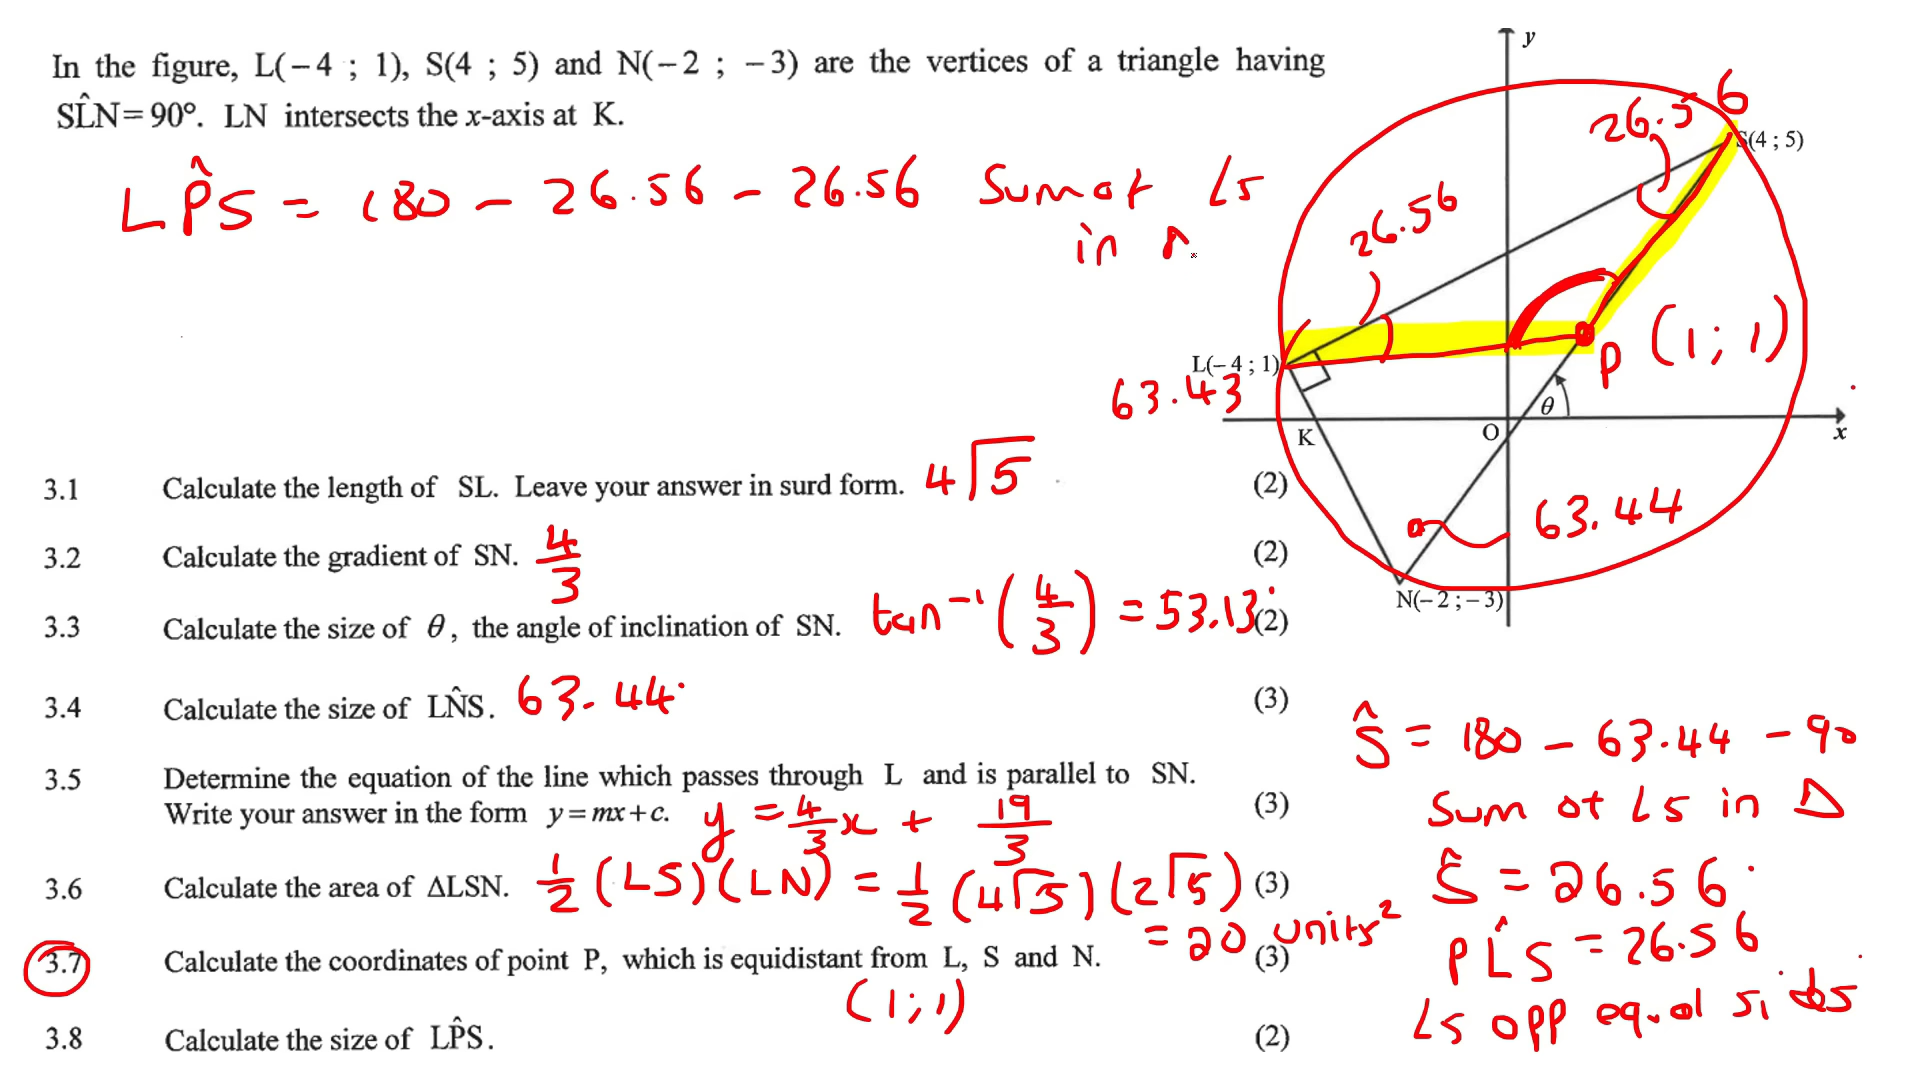 In the figure, L(−4 ; 1), S(4 ; 5) and N(−2 ; −3) are the vertices of a triangle having
SL̂N = 90°. LN intersects the x-axis at K.
LP̂S = 180 − 26.56 − 26.56 Sum of ∠s
in Δ
y
26.56
S(4 ; 5)
26.56
P (1 ; 1)
L(−4 ; 1)
63.43
θ
K
O
x
63.44
N(−2 ; −3)
3.1 Calculate the length of SL. Leave your answer in surd form. 4√5 (2)
3.2 Calculate the gradient of SN. 4/3 (2)
3.3 Calculate the size of θ, the angle of inclination of SN. tan⁻¹(4/3) = 53.13° (2)
3.4 Calculate the size of LN̂S. 63.44° (3)
3.5 Determine the equation of the line which passes through L and is parallel to SN.
Write your answer in the form y = mx + c. y = 4/3 x + 19/3 (3)
3.6 Calculate the area of ΔLSN. 1/2 (LS)(LN) = 1/2 (4√5)(2√5) (3)
= 20 units²
3.7 Calculate the coordinates of point P, which is equidistant from L, S and N. (3)
(1 ; 1)
3.8 Calculate the size of LP̂S. (2)
Ŝ = 180 − 63.44 − 90
Sum of ∠s in Δ
Ŝ = 26.56°
PL̂S = 26.56
∠s opp equal sides